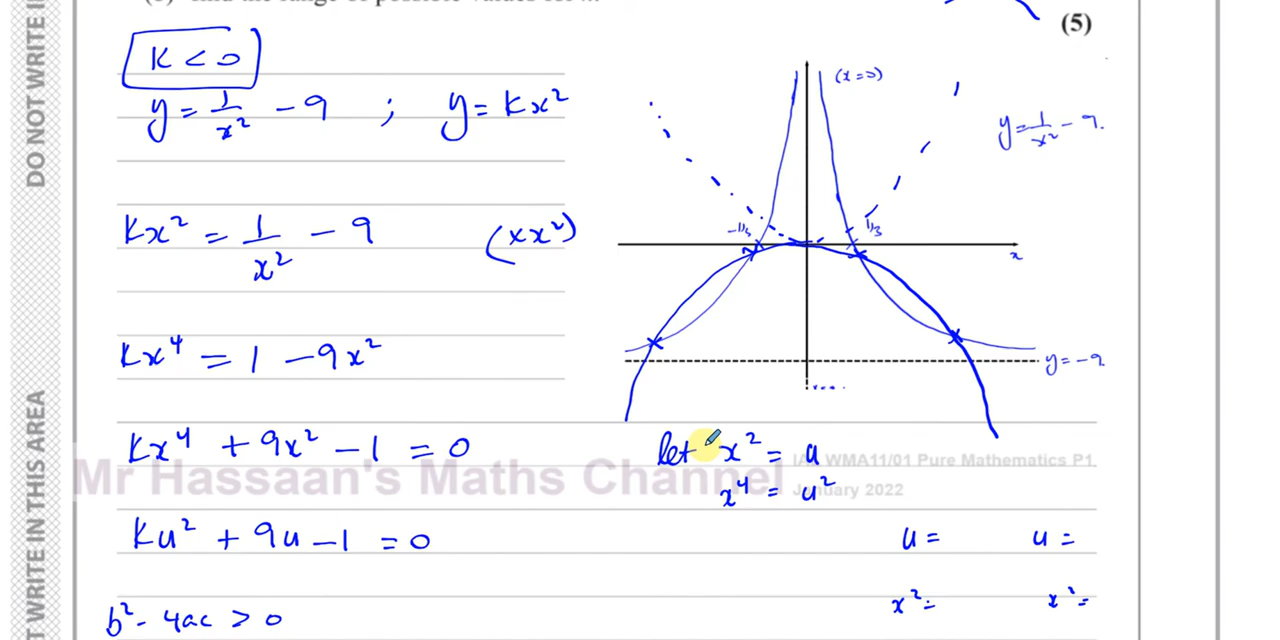 (5)
K < 0
y = 1/x² - 9 ; y = kx²
(x=0)
y = 1/x² - 9.
-1/3
1/3
x
Kx² = 1/x² - 9 (×x²)
Kx⁴ = 1 - 9x²
y = -9
Kx⁴ + 9x² - 1 = 0
let x² = u
IAL WMA11/01 Pure Mathematics P1
Mr Hassaan's Maths Channel
x⁴ = u²
January 2022
Ku² + 9u - 1 = 0
u = u =
x² = x² =
b² - 4ac > 0
DO NOT WRITE IN
DO NOT WRITE IN THIS AREA